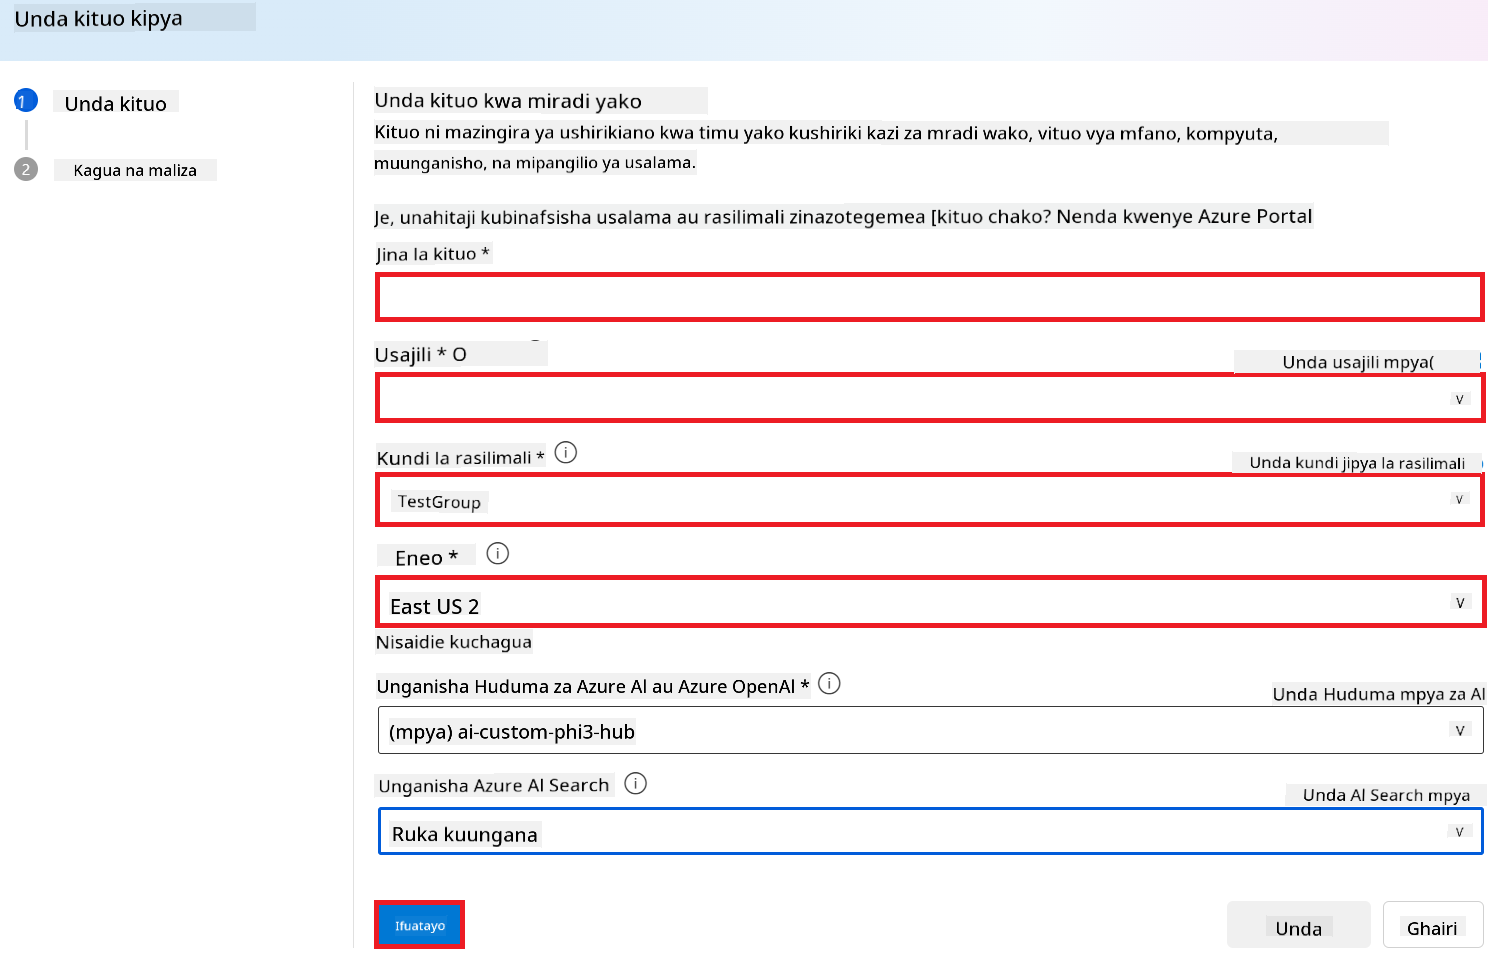 Unda kituo kipya
1 Unda kituo
2 Kagua na maliza
Unda kituo kwa miradi yako
Kituo ni mazingira ya ushirikiano kwa timu yako kushiriki kazi za mradi wako, vituo vya mfano, kompyuta,
muunganisho, na mipangilio ya usalama.
Je, unahitaji kubinafsisha usalama au rasilimali zinazotegemea [kituo chako? Nenda kwenye Azure Portal
Jina la kituo *
Usajili * O
Unda usajili mpya(
v
Kundi la rasilimali *
Unda kundi jipya la rasilimali
TestGroup
v
Eneo *
East US 2
v
Nisaidie kuchagua
Unganisha Huduma za Azure AI au Azure OpenAI *
Unda Huduma mpya za AI
(mpya) ai-custom-phi3-hub
v
Unganisha Azure AI Search
Unda AI Search mpya
Ruka kuungana
v
Ifuatayo
Unda
Ghairi